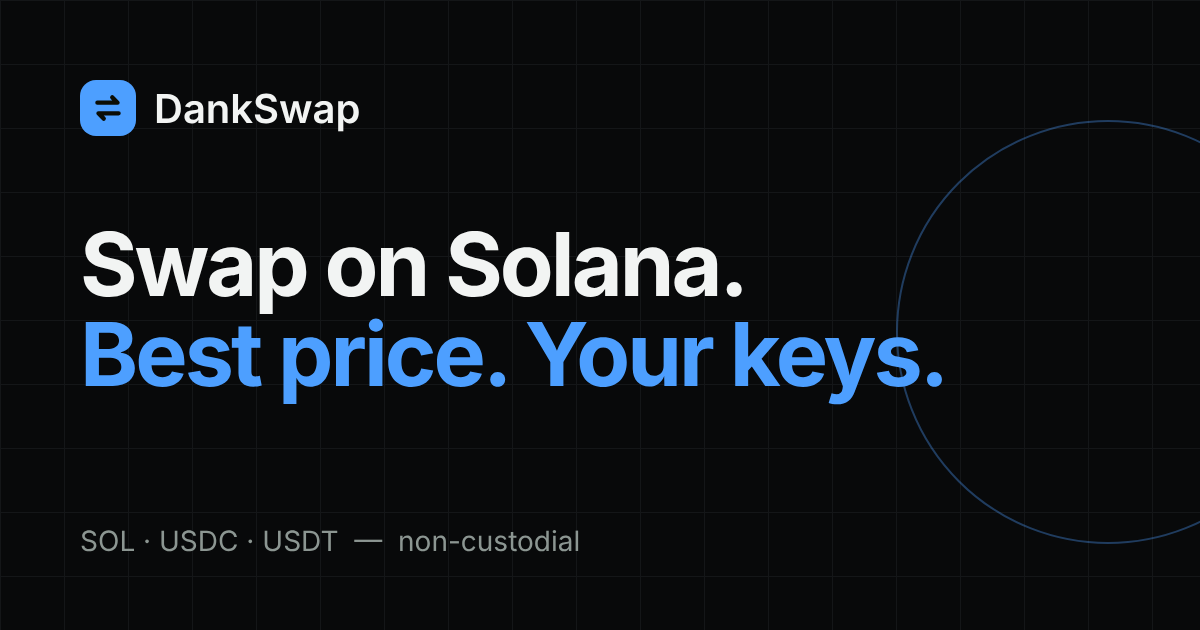 DankSwap
Swap on Solana.
Best price. Your keys.
SOL · USDC · USDT — non-custodial